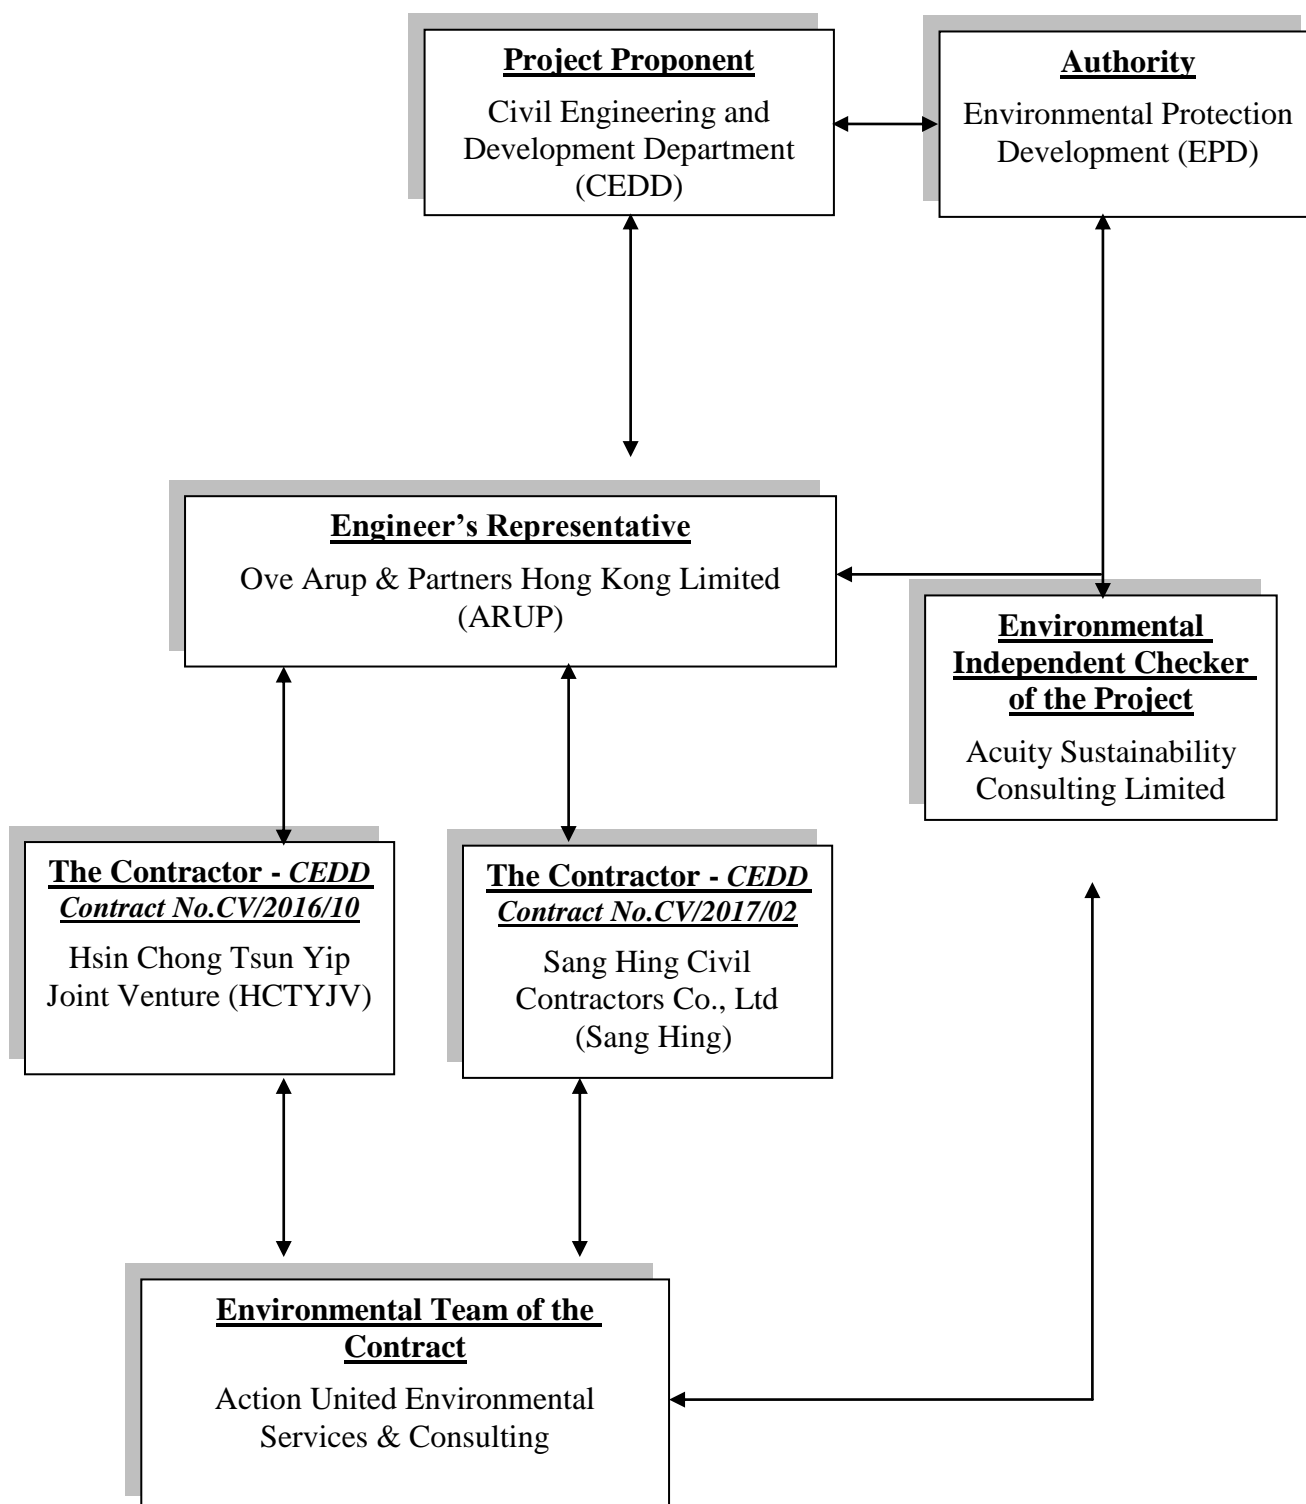 Project Proponent
Civil Engineering and
Development Department
(CEDD)
Authority
Environmental Protection
Development (EPD)
Engineer’s Representative
Ove Arup & Partners Hong Kong Limited
(ARUP)
Environmental
Independent Checker
of the Project
Acuity Sustainability
Consulting Limited
The Contractor - CEDD
Contract No.CV/2016/10
Hsin Chong Tsun Yip
Joint Venture (HCTYJV)
The Contractor - CEDD
Contract No.CV/2017/02
Sang Hing Civil
Contractors Co., Ltd
(Sang Hing)
Environmental Team of the
Contract
Action United Environmental
Services & Consulting